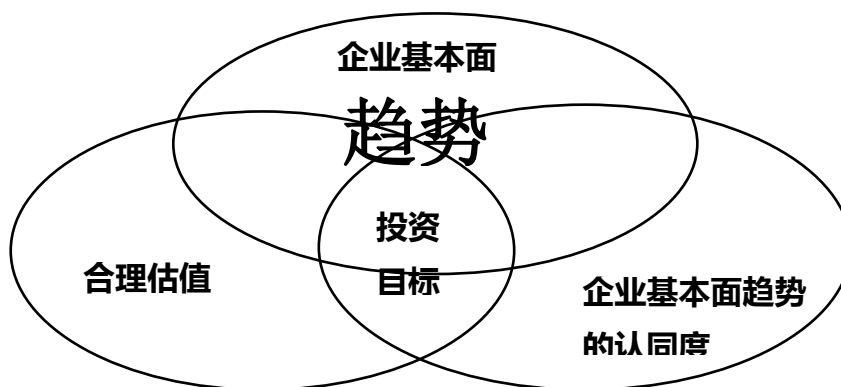 企业基本面
趋势
投资
目标
合理估值
企业基本面趋势
的认同度